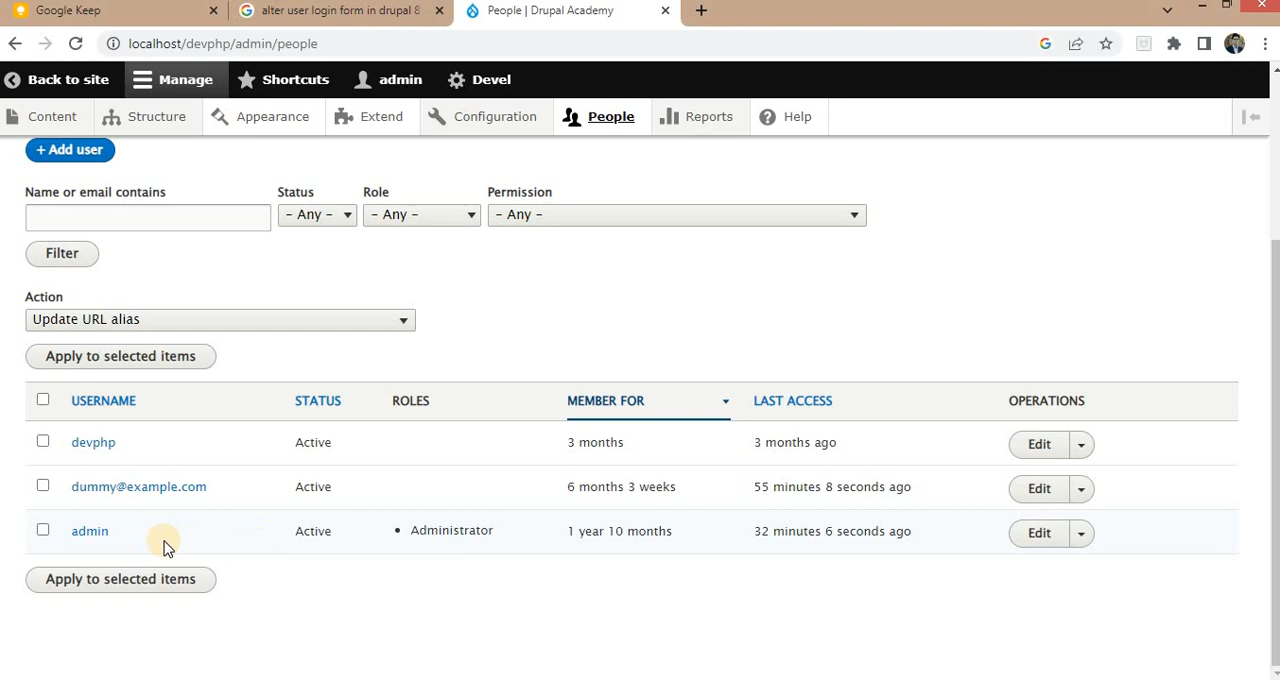 Google Keep
alter user login form in drupal 8
People | Drupal Academy
localhost/devphp/admin/people
Back to site Manage Shortcuts admin Devel
Content Structure Appearance Extend Configuration People Reports Help
+ Add user
Name or email contains Status Role Permission
- Any - - Any - - Any -
Filter
Action
Update URL alias
Apply to selected items
USERNAME STATUS ROLES MEMBER FOR LAST ACCESS OPERATIONS
devphp Active 3 months 3 months ago Edit
dummy@example.com Active 6 months 3 weeks 55 minutes 8 seconds ago Edit
admin Active • Administrator 1 year 10 months 32 minutes 6 seconds ago Edit
Apply to selected items